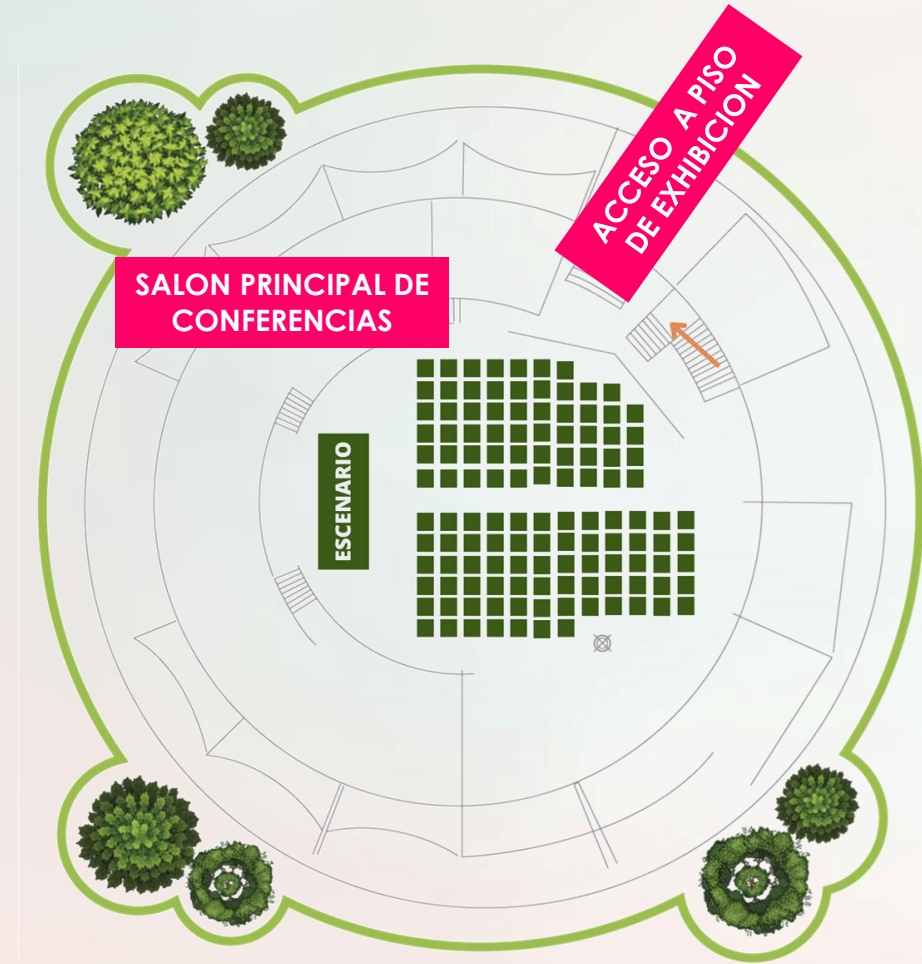 ACCESO A PISO
DE EXHIBICION
SALON PRINCIPAL DE
CONFERENCIAS
ESCENARIO